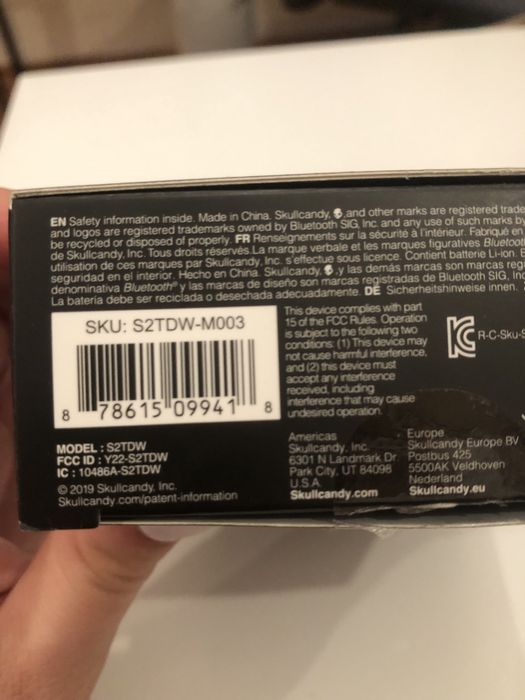 EN Safety information inside. Made in China. Skullcandy, and other marks are registered trade
and logos are registered trademarks owned by Bluetooth SIG, Inc. and any use of such marks by
be recycled or disposed of properly. FR Renseignements sur la sécurité à l'intérieur. Fabriqué en
de Skullcandy, Inc. Tous droits réservés.La marque verbale et les marques figuratives Bluetoo
utilisation de ces marques par Skullcandy, Inc. s'effectue sous licence. Contient batterie Li-ion. E
seguridad en el interior. Hecho en China. Skullcandy, .y las demás marcas son marcas reg
denominativa Bluetooth® y las marcas de diseño son marcas registradas de Bluetooth SIG, Inc
La batería debe ser reciclada o desechada adecuadamente. DE Sicherheitshinweise innen.
SKU: S2TDW-M003
8 78615 09941 8
This device complies with part
15 of the FCC Rules. Operation
is subject to the following two
conditions: (1) This device may
not cause harmful interference,
and (2) this device must
accept any interference
received, including
interference that may cause
undesired operation.
R-C-Sku-S
MODEL : S2TDW
FCC ID : Y22-S2TDW
IC : 10486A-S2TDW
© 2019 Skullcandy, Inc.
Skullcandy.com/patent-information
Americas
Skullcandy, Inc.
6301 N Landmark Dr
Park City, UT 84098
U.S.A.
Skullcandy.com
Europe
Skullcandy Europe BV
Postbus 425
5500AK Veldhoven
Nederland
Skullcandy.eu